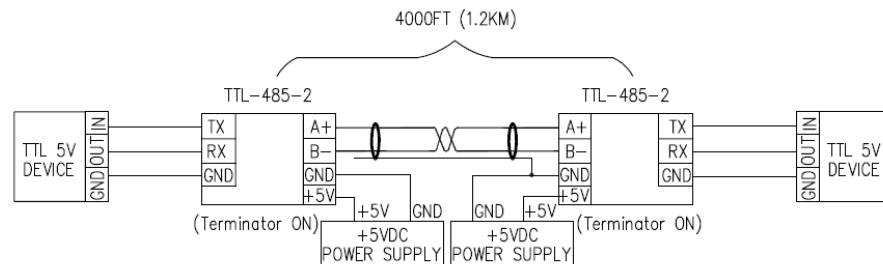 4000FT (1.2KM)
TTL-485-2
TTL-485-2
TTL 5V
DEVICE
IN
OUT
GND
TX
RX
GND
A+
B-
GND
+5V
A+
B-
GND
+5V
TX
RX
GND
IN
OUT
GND
TTL 5V
DEVICE
(Terminator ON)
+5V
GND
GND
+5V
(Terminator ON)
+5VDC
POWER SUPPLY
+5VDC
POWER SUPPLY